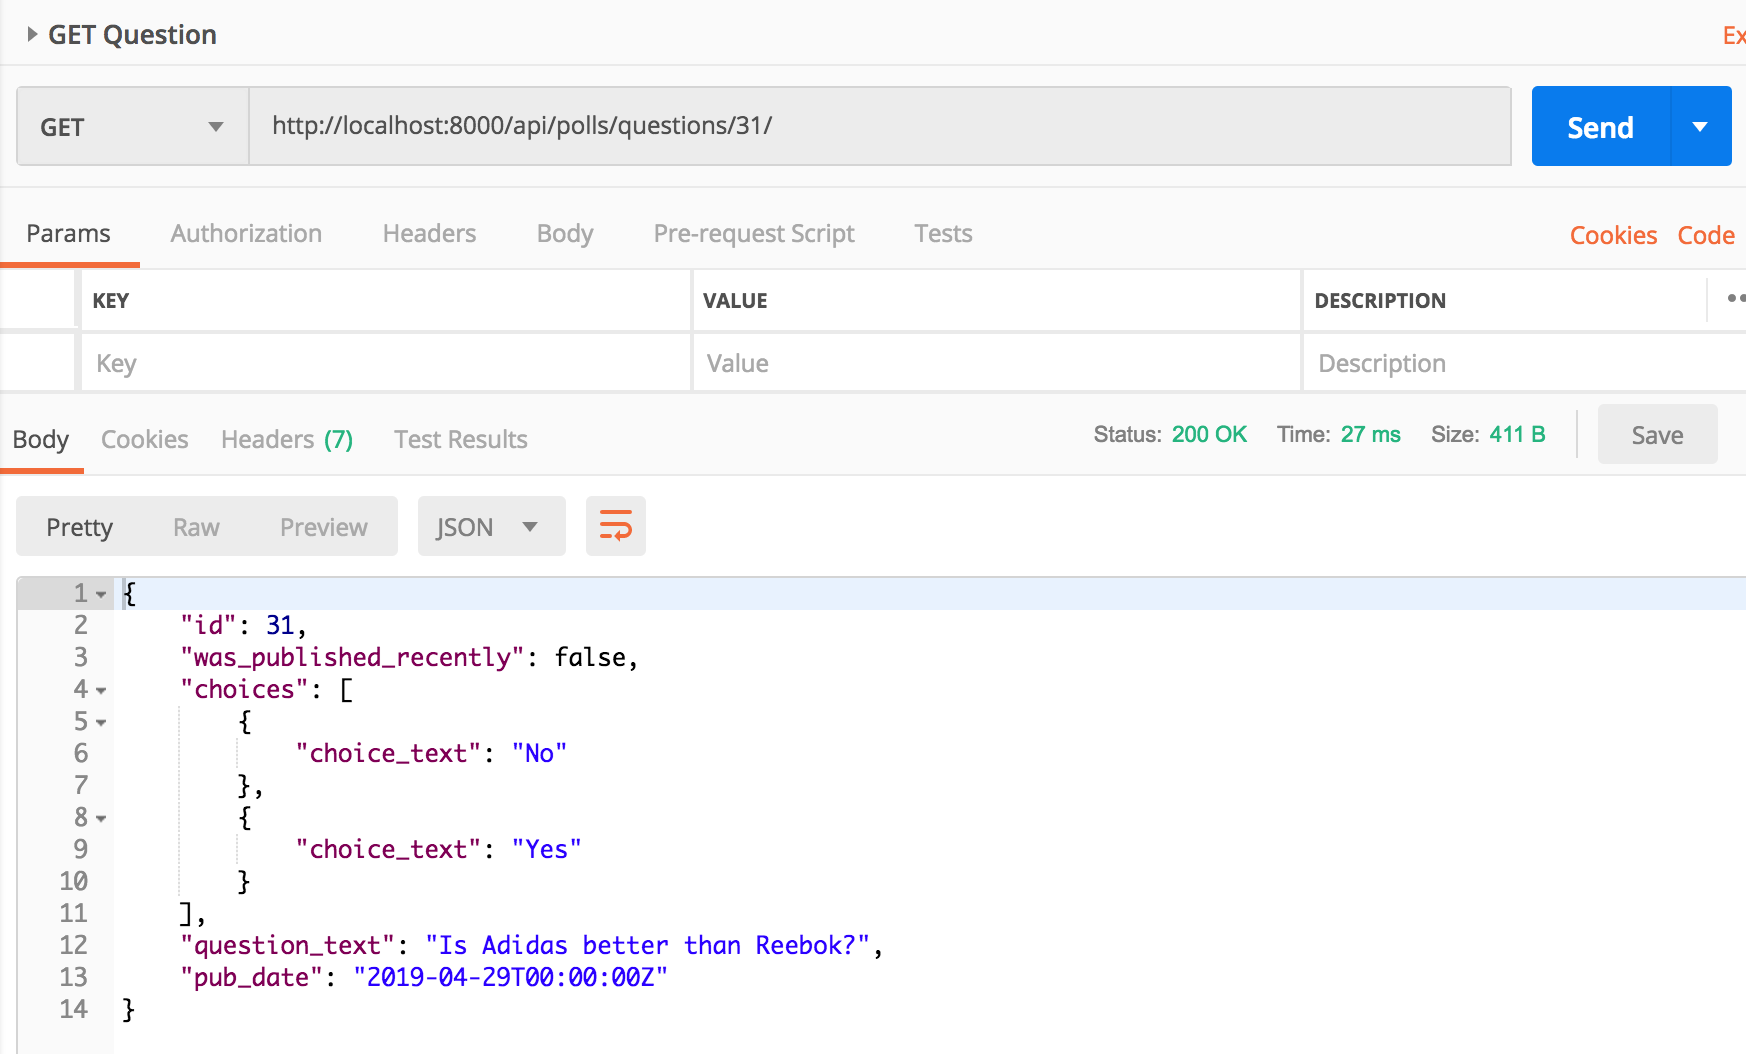 GET Question
Ex
GET http://localhost:8000/api/polls/questions/31/ Send
Params Authorization Headers Body Pre-request Script Tests Cookies Code
KEY VALUE DESCRIPTION
Key Value Description
Body Cookies Headers (7) Test Results Status: 200 OK Time: 27 ms Size: 411 B Save
Pretty Raw Preview JSON
1 {
2 "id": 31,
3 "was_published_recently": false,
4 "choices": [
5 {
6 "choice_text": "No"
7 },
8 {
9 "choice_text": "Yes"
10 }
11 ],
12 "question_text": "Is Adidas better than Reebok?",
13 "pub_date": "2019-04-29T00:00:00Z"
14 }